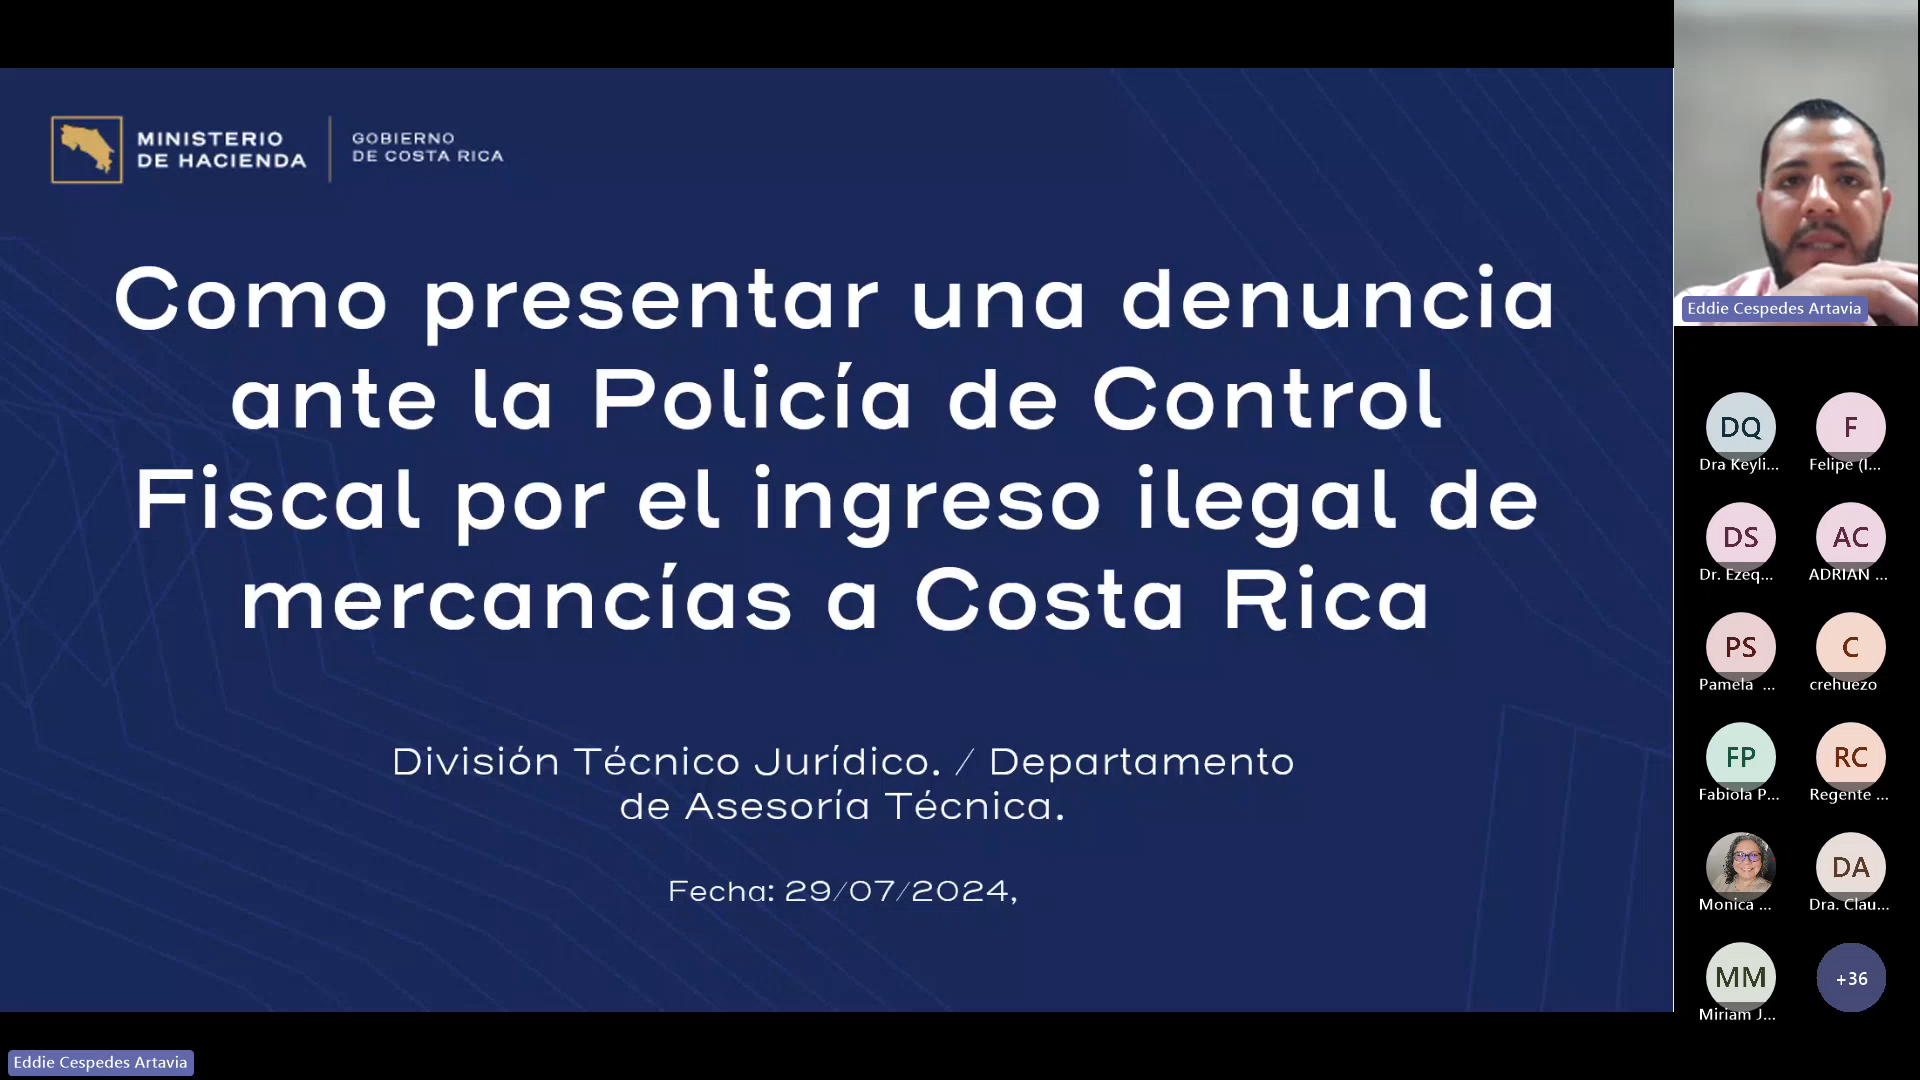 MINISTERIO
DE HACIENDA
GOBIERNO
DE COSTA RICA
Como presentar una denuncia
ante la Policía de Control
Fiscal por el ingreso ilegal de
mercancías a Costa Rica
División Técnico Jurídico. / Departamento
de Asesoría Técnica.
Fecha: 29/07/2024,
Eddie Cespedes Artavia
Eddie Cespedes Artavia
DQ
Dra Keyli...
F
Felipe (I...
DS
Dr. Ezeq...
AC
ADRIAN ...
PS
Pamela ...
C
crehuezo
FP
Fabiola P...
RC
Regente ...
Monica ...
DA
Dra. Clau...
MM
Miriam J...
+36